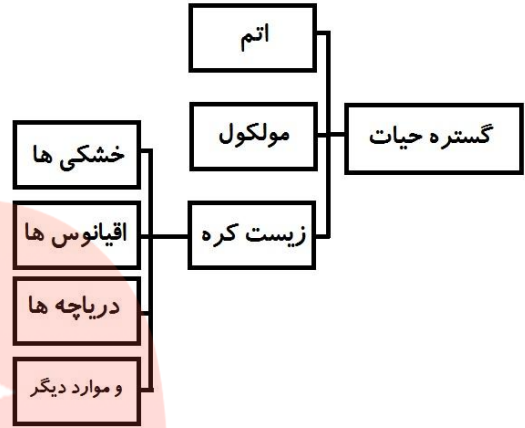 گستره حیات
اتم
مولکول
زیست کره
خشکی ها
اقیانوس ها
دریاچه ها
و موارد دیگر